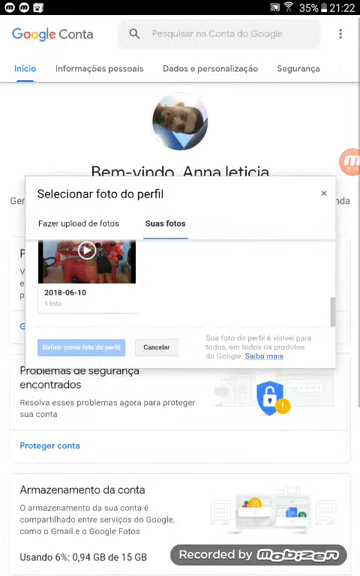 35% 21:22
Google Conta
Pesquisar na Conta do Google
Início Informações pessoais Dados e personalização Segurança
Bem-vindo, Anna leticia
Selecionar foto do perfil ×
Fazer upload de fotos Suas fotos
2018-06-10
1 foto
Definir como foto do perfil Cancelar
Sua foto do perfil é visível para
todos, em todos os produtos
do Google. Saiba mais
Problemas de segurança
encontrados
Resolva esses problemas agora para proteger
sua conta
Proteger conta
Armazenamento da conta
O armazenamento da sua conta é
compartilhado entre serviços do Google,
como o Gmail e o Google Fotos
Usando 6%: 0,94 GB de 15 GB
Recorded by mobizen